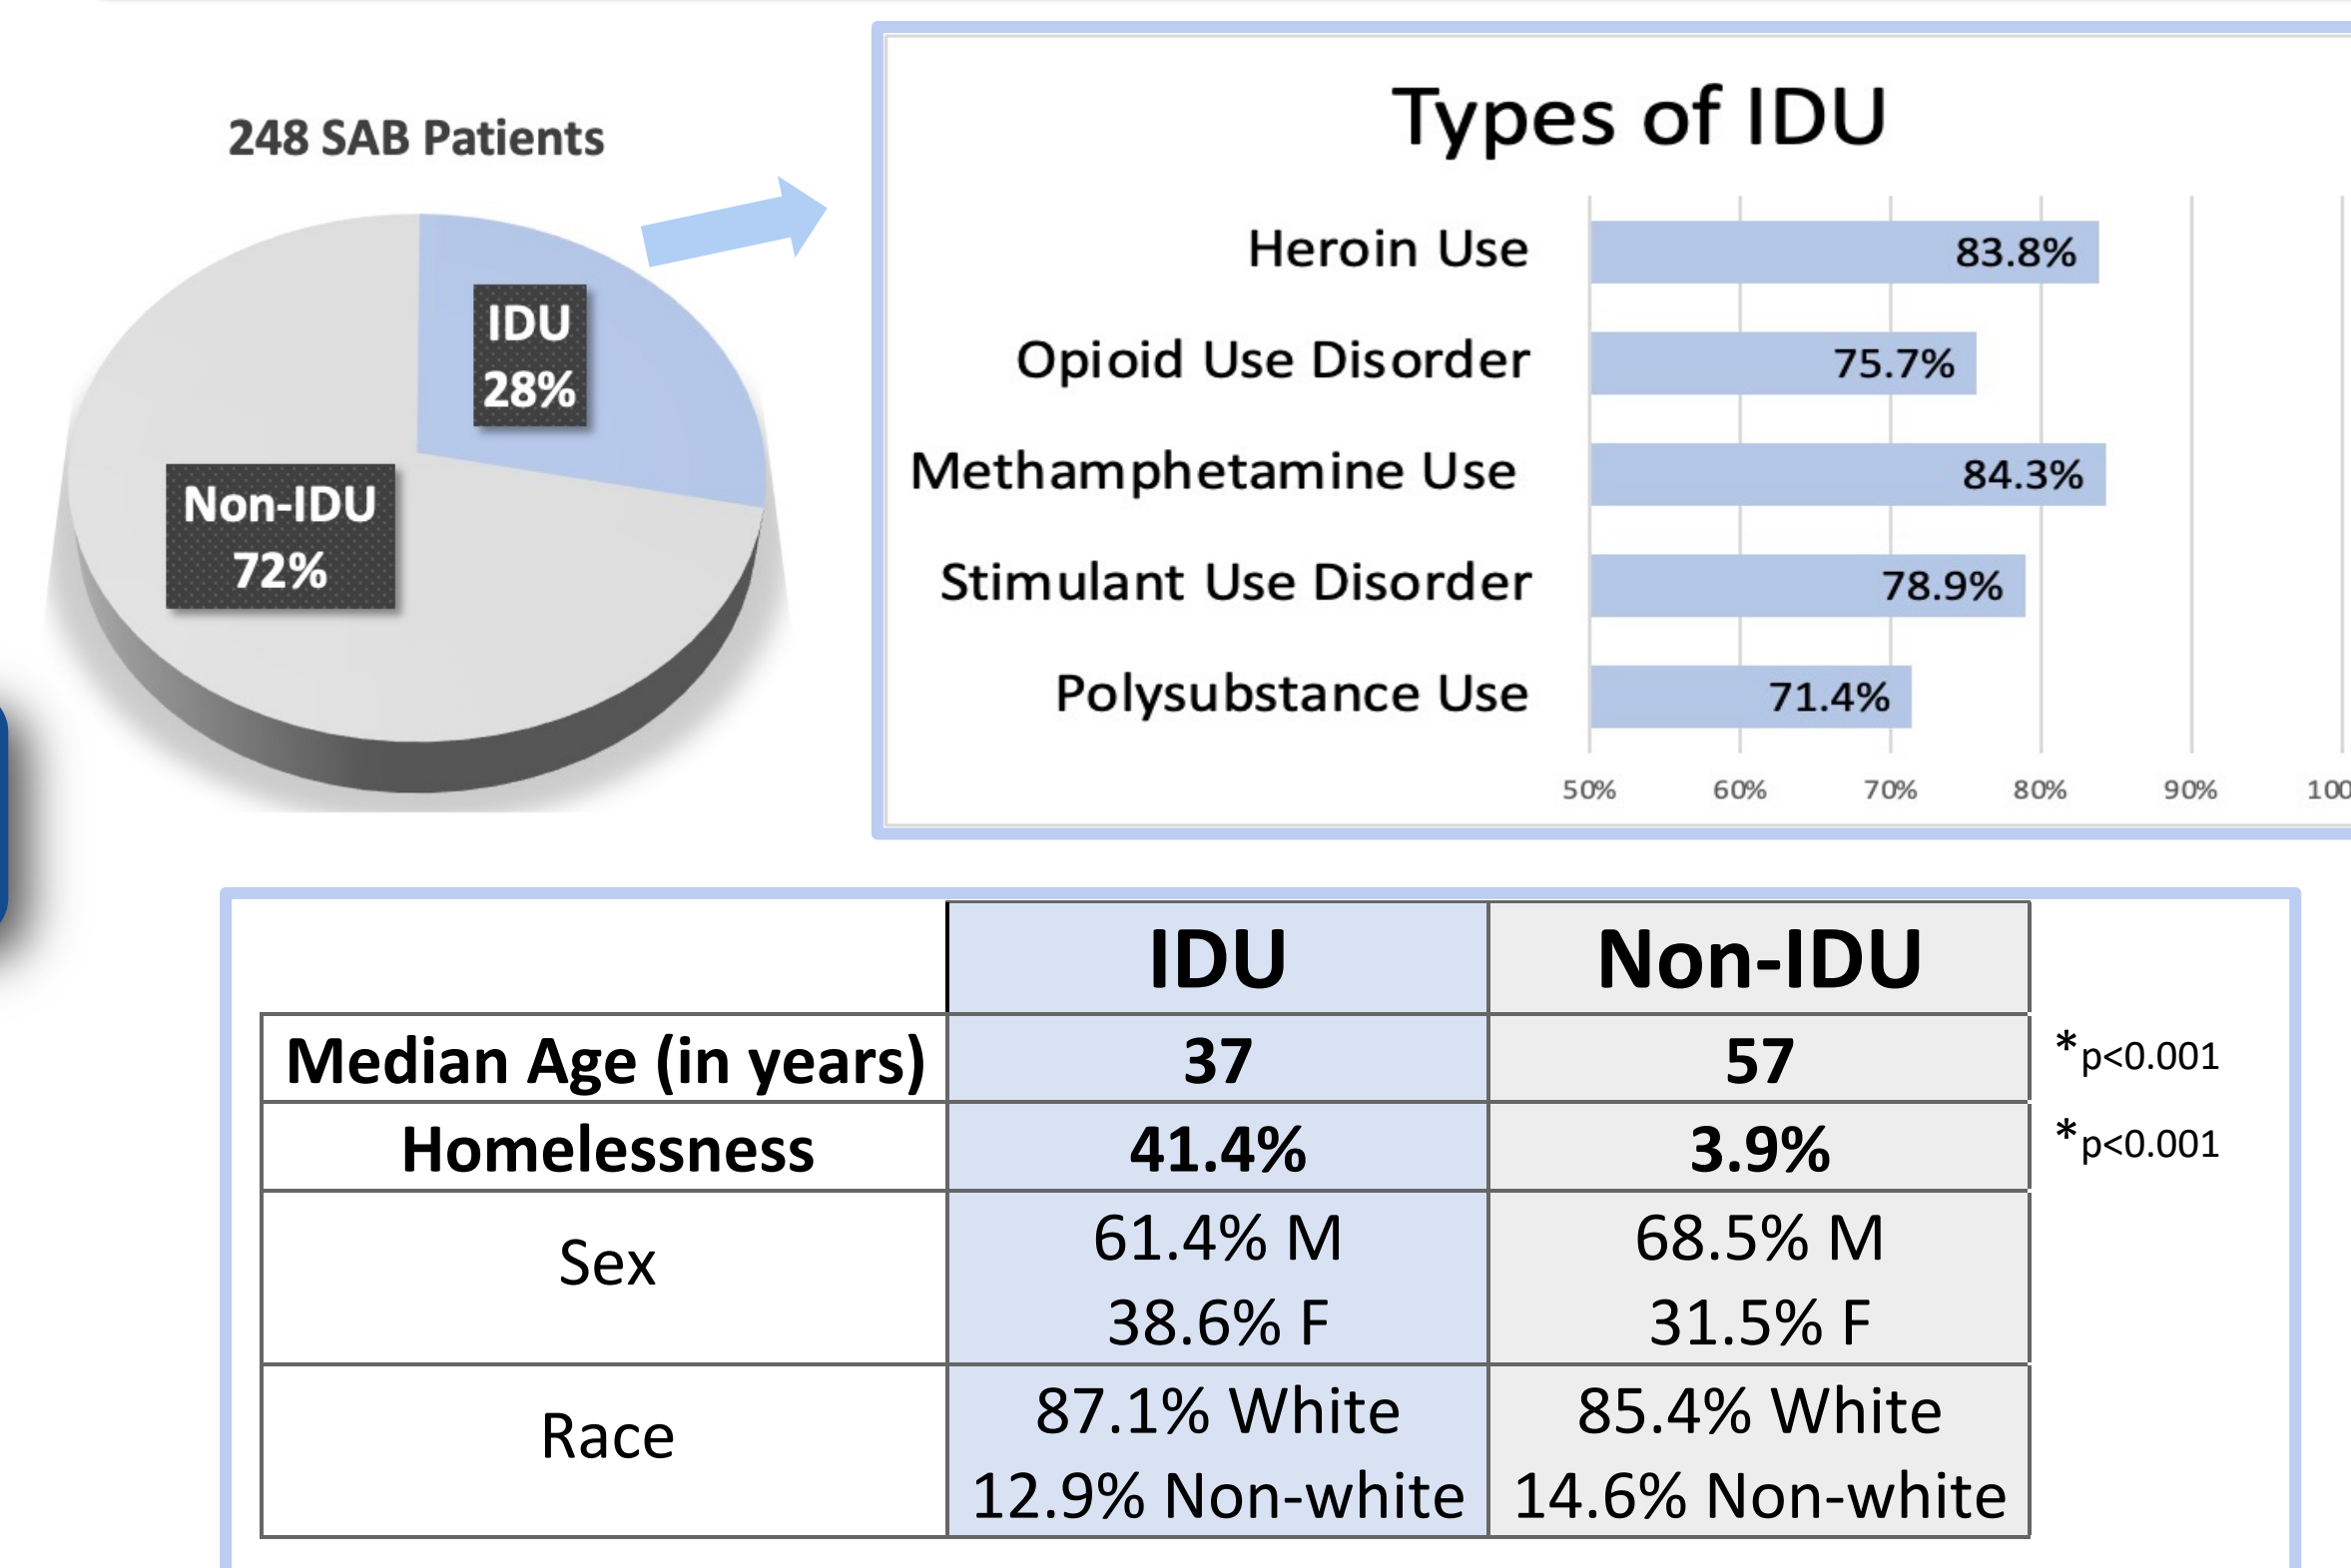 248 SAB Patients
IDU
28%
Non-IDU
72%
Types of IDU
Heroin Use 83.8%
Opioid Use Disorder 75.7%
Methamphetamine Use 84.3%
Stimulant Use Disorder 78.9%
Polysubstance Use 71.4%
50% 60% 70% 80% 90% 100
IDU Non-IDU
Median Age (in years) 37 57 *p<0.001
Homelessness 41.4% 3.9% *p<0.001
Sex
61.4% M 68.5% M
38.6% F 31.5% F
Race
87.1% White 85.4% White
12.9% Non-white 14.6% Non-white